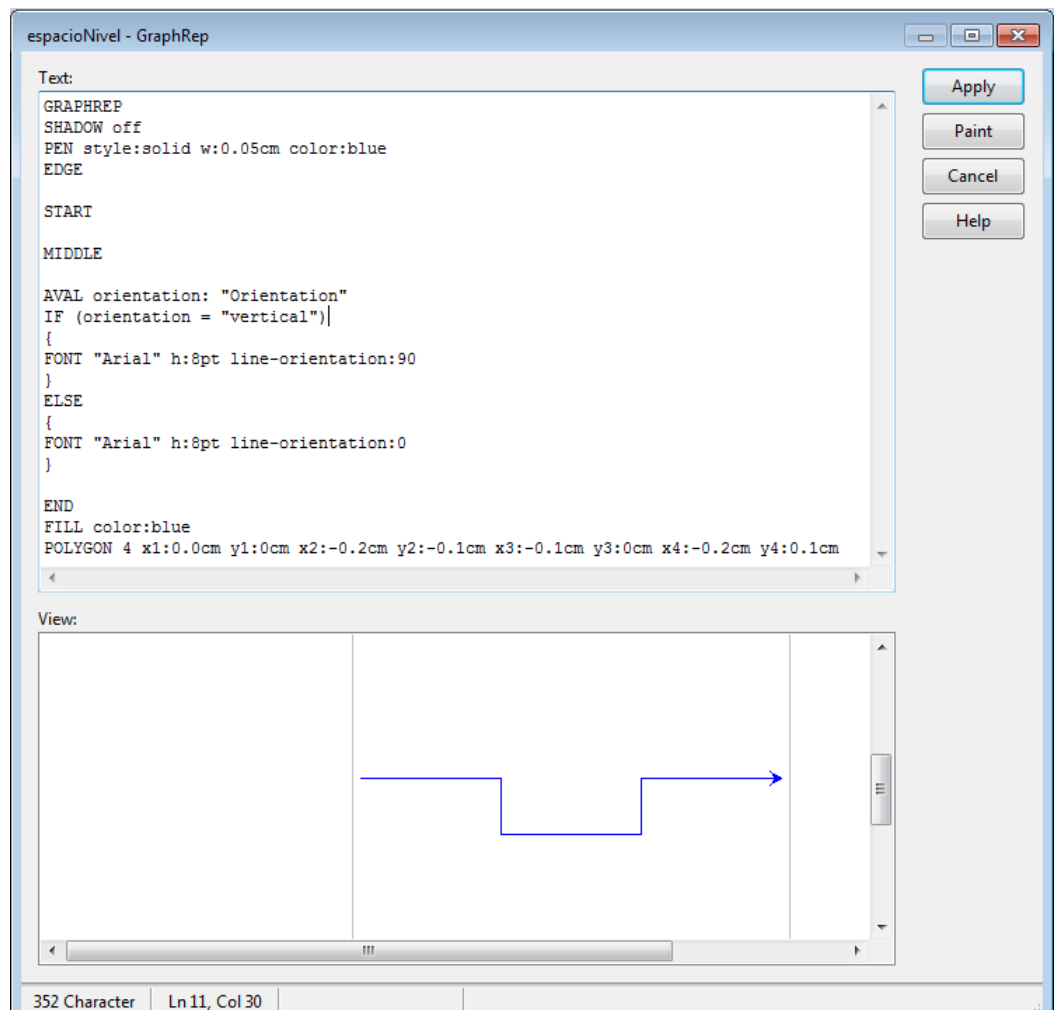 espacioNivel - GraphRep
Text:
GRAPHREP
SHADOW off
PEN style:solid w:0.05cm color:blue
EDGE
START
MIDDLE
AVAL orientation: "Orientation"
IF (orientation = "vertical")
{
FONT "Arial" h:8pt line-orientation:90
}
ELSE
{
FONT "Arial" h:8pt line-orientation:0
}
END
FILL color:blue
POLYGON 4 x1:0.0cm y1:0cm x2:-0.2cm y2:-0.1cm x3:-0.1cm y3:0cm x4:-0.2cm y4:0.1cm
Apply
Paint
Cancel
Help
View:
352 Character Ln 11, Col 30